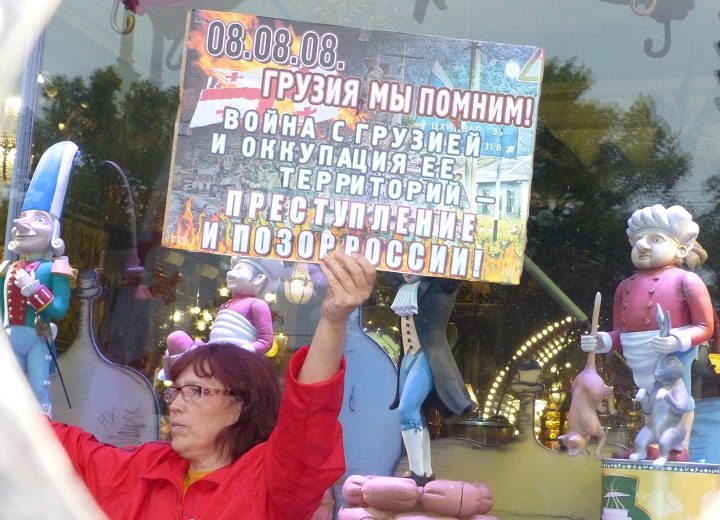 08.08.08.
ГРУЗИЯ, МЫ ПОМНИМ!
ВОЙНА С ГРУЗИЕЙ
И ОККУПАЦИЯ ЕЕ
ТЕРРИТОРИЙ –
ПРЕСТУПЛЕНИЕ
И ПОЗОР РОССИИ!